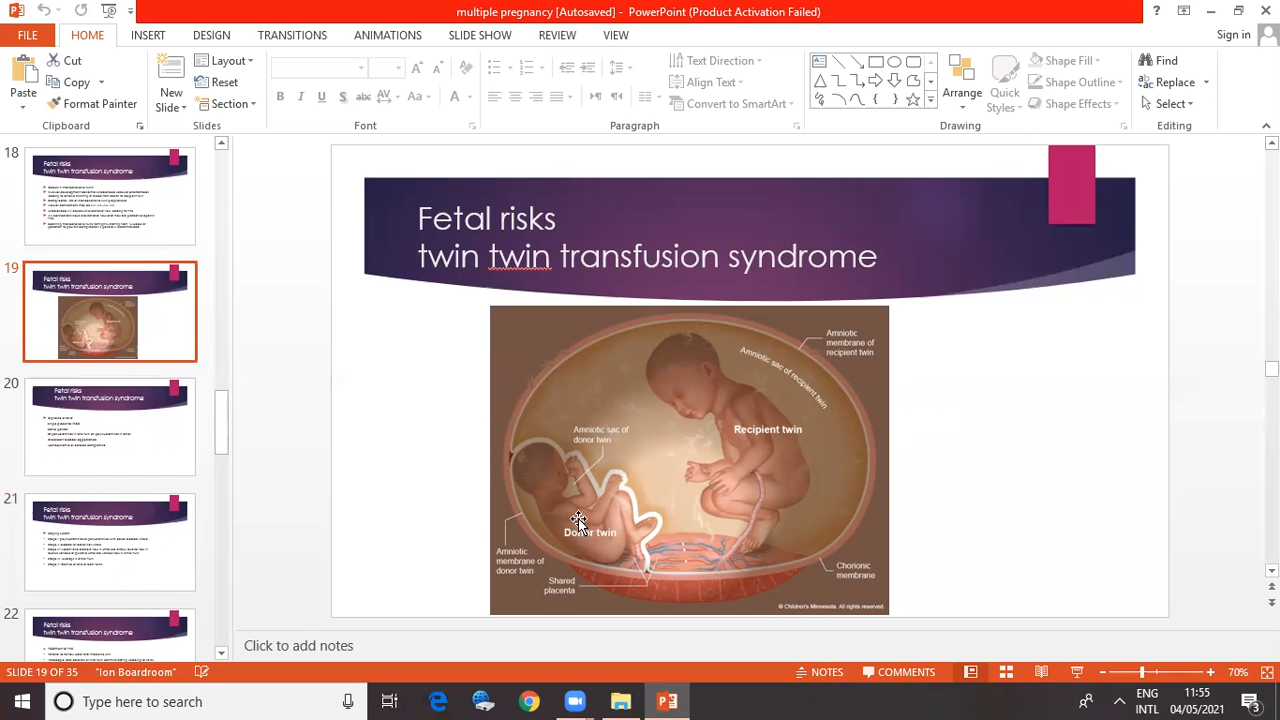 multiple pregnancy [Autosaved] - PowerPoint (Product Activation Failed)
FILE HOME INSERT DESIGN TRANSITIONS ANIMATIONS SLIDE SHOW REVIEW VIEW Sign in
Paste
Cut
Copy
Format Painter
Clipboard
New Slide
Layout
Reset
Section
Slides
B I U S abc AV Aa A
Font
Text Direction
Align Text
Convert to SmartArt
Paragraph
Arrange
Quick Styles
Shape Fill
Shape Outline
Shape Effects
Drawing
Find
Replace
Select
Editing
18
Fetal risks
twin twin transfusion syndrome
19
Fetal risks
twin twin transfusion syndrome
20
Fetal risks
twin twin transfusion syndrome
21
Fetal risks
twin twin transfusion syndrome
22
Fetal risks
twin twin transfusion syndrome
Fetal risks
twin twin transfusion syndrome
Amniotic
membrane of
recipient twin
Amniotic sac of recipient twin
Recipient twin
Amniotic sac of
donor twin
Donor twin
Amniotic
membrane of
donor twin
Shared
placenta
Chorionic
membrane
© Children's Minnesota. All rights reserved.
Click to add notes
SLIDE 19 OF 35 "Ion Boardroom" NOTES COMMENTS 70%
Type here to search
ENG
INTL
11:55
04/05/2021
3